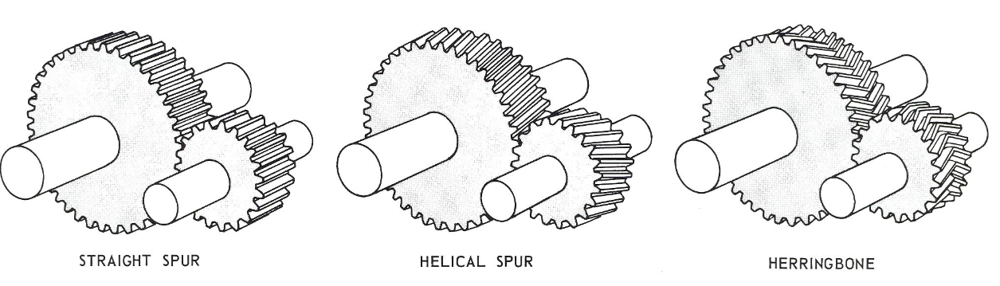 STRAIGHT SPUR
HELICAL SPUR
HERRINGBONE